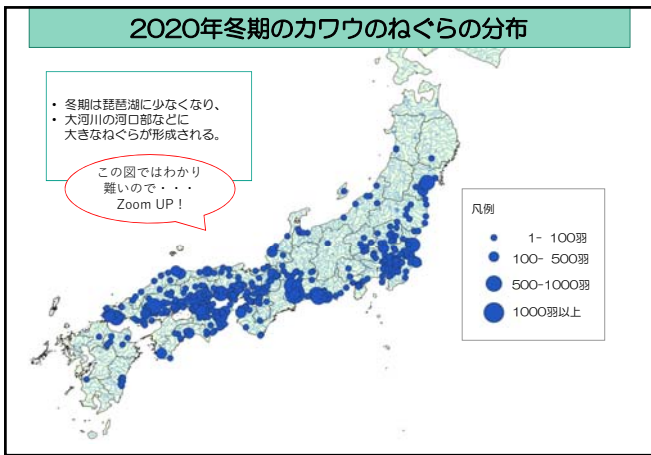 2020年冬期のカワウのねぐらの分布
• 冬期は琵琶湖に少なくなり、
• 大河川の河口部などに
大きなねぐらが形成される。
この図ではわかり
難いので・・・
Zoom UP！
凡例
1- 100羽
100- 500羽
500-1000羽
1000羽以上